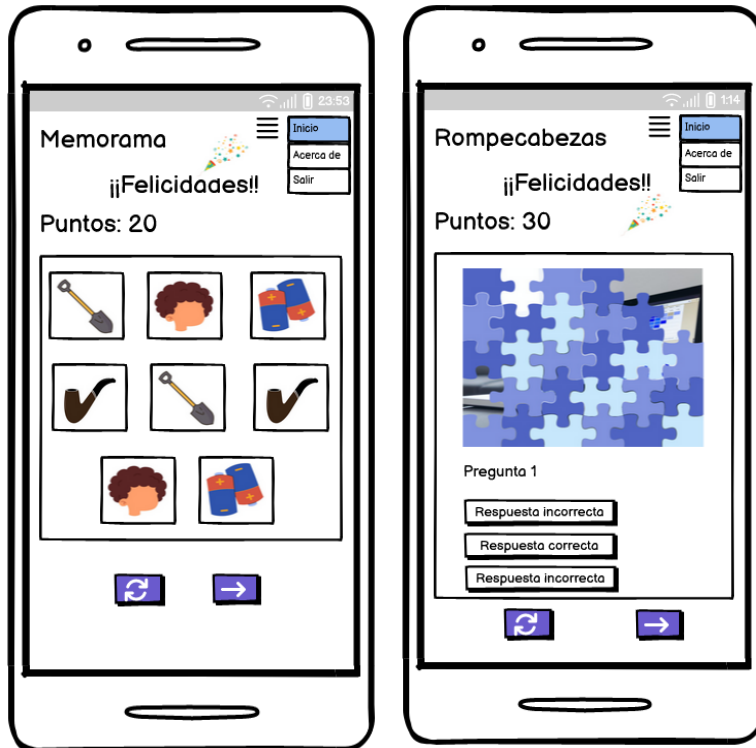 23:53
Memorama
Inicio
Acerca de
Salir
¡¡Felicidades!!
Puntos: 20
1:14
Rompecabezas
Inicio
Acerca de
Salir
¡¡Felicidades!!
Puntos: 30
Pregunta 1
Respuesta incorrecta
Respuesta correcta
Respuesta incorrecta